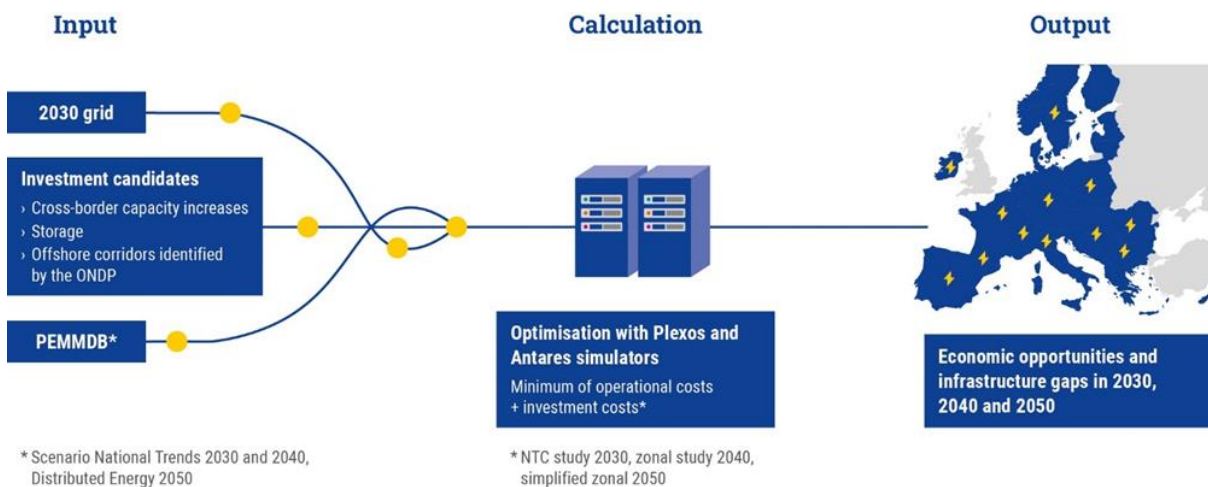 Input
Calculation
Output
2030 grid
Investment candidates
› Cross-border capacity increases
› Storage
› Offshore corridors identified
by the ONDP
PEMMDB*
* Scenario National Trends 2030 and 2040,
Distributed Energy 2050
Optimisation with Plexos and
Antares simulators
Minimum of operational costs
+ investment costs*
* NTC study 2030, zonal study 2040,
simplified zonal 2050
Economic opportunities and
infrastructure gaps in 2030,
2040 and 2050